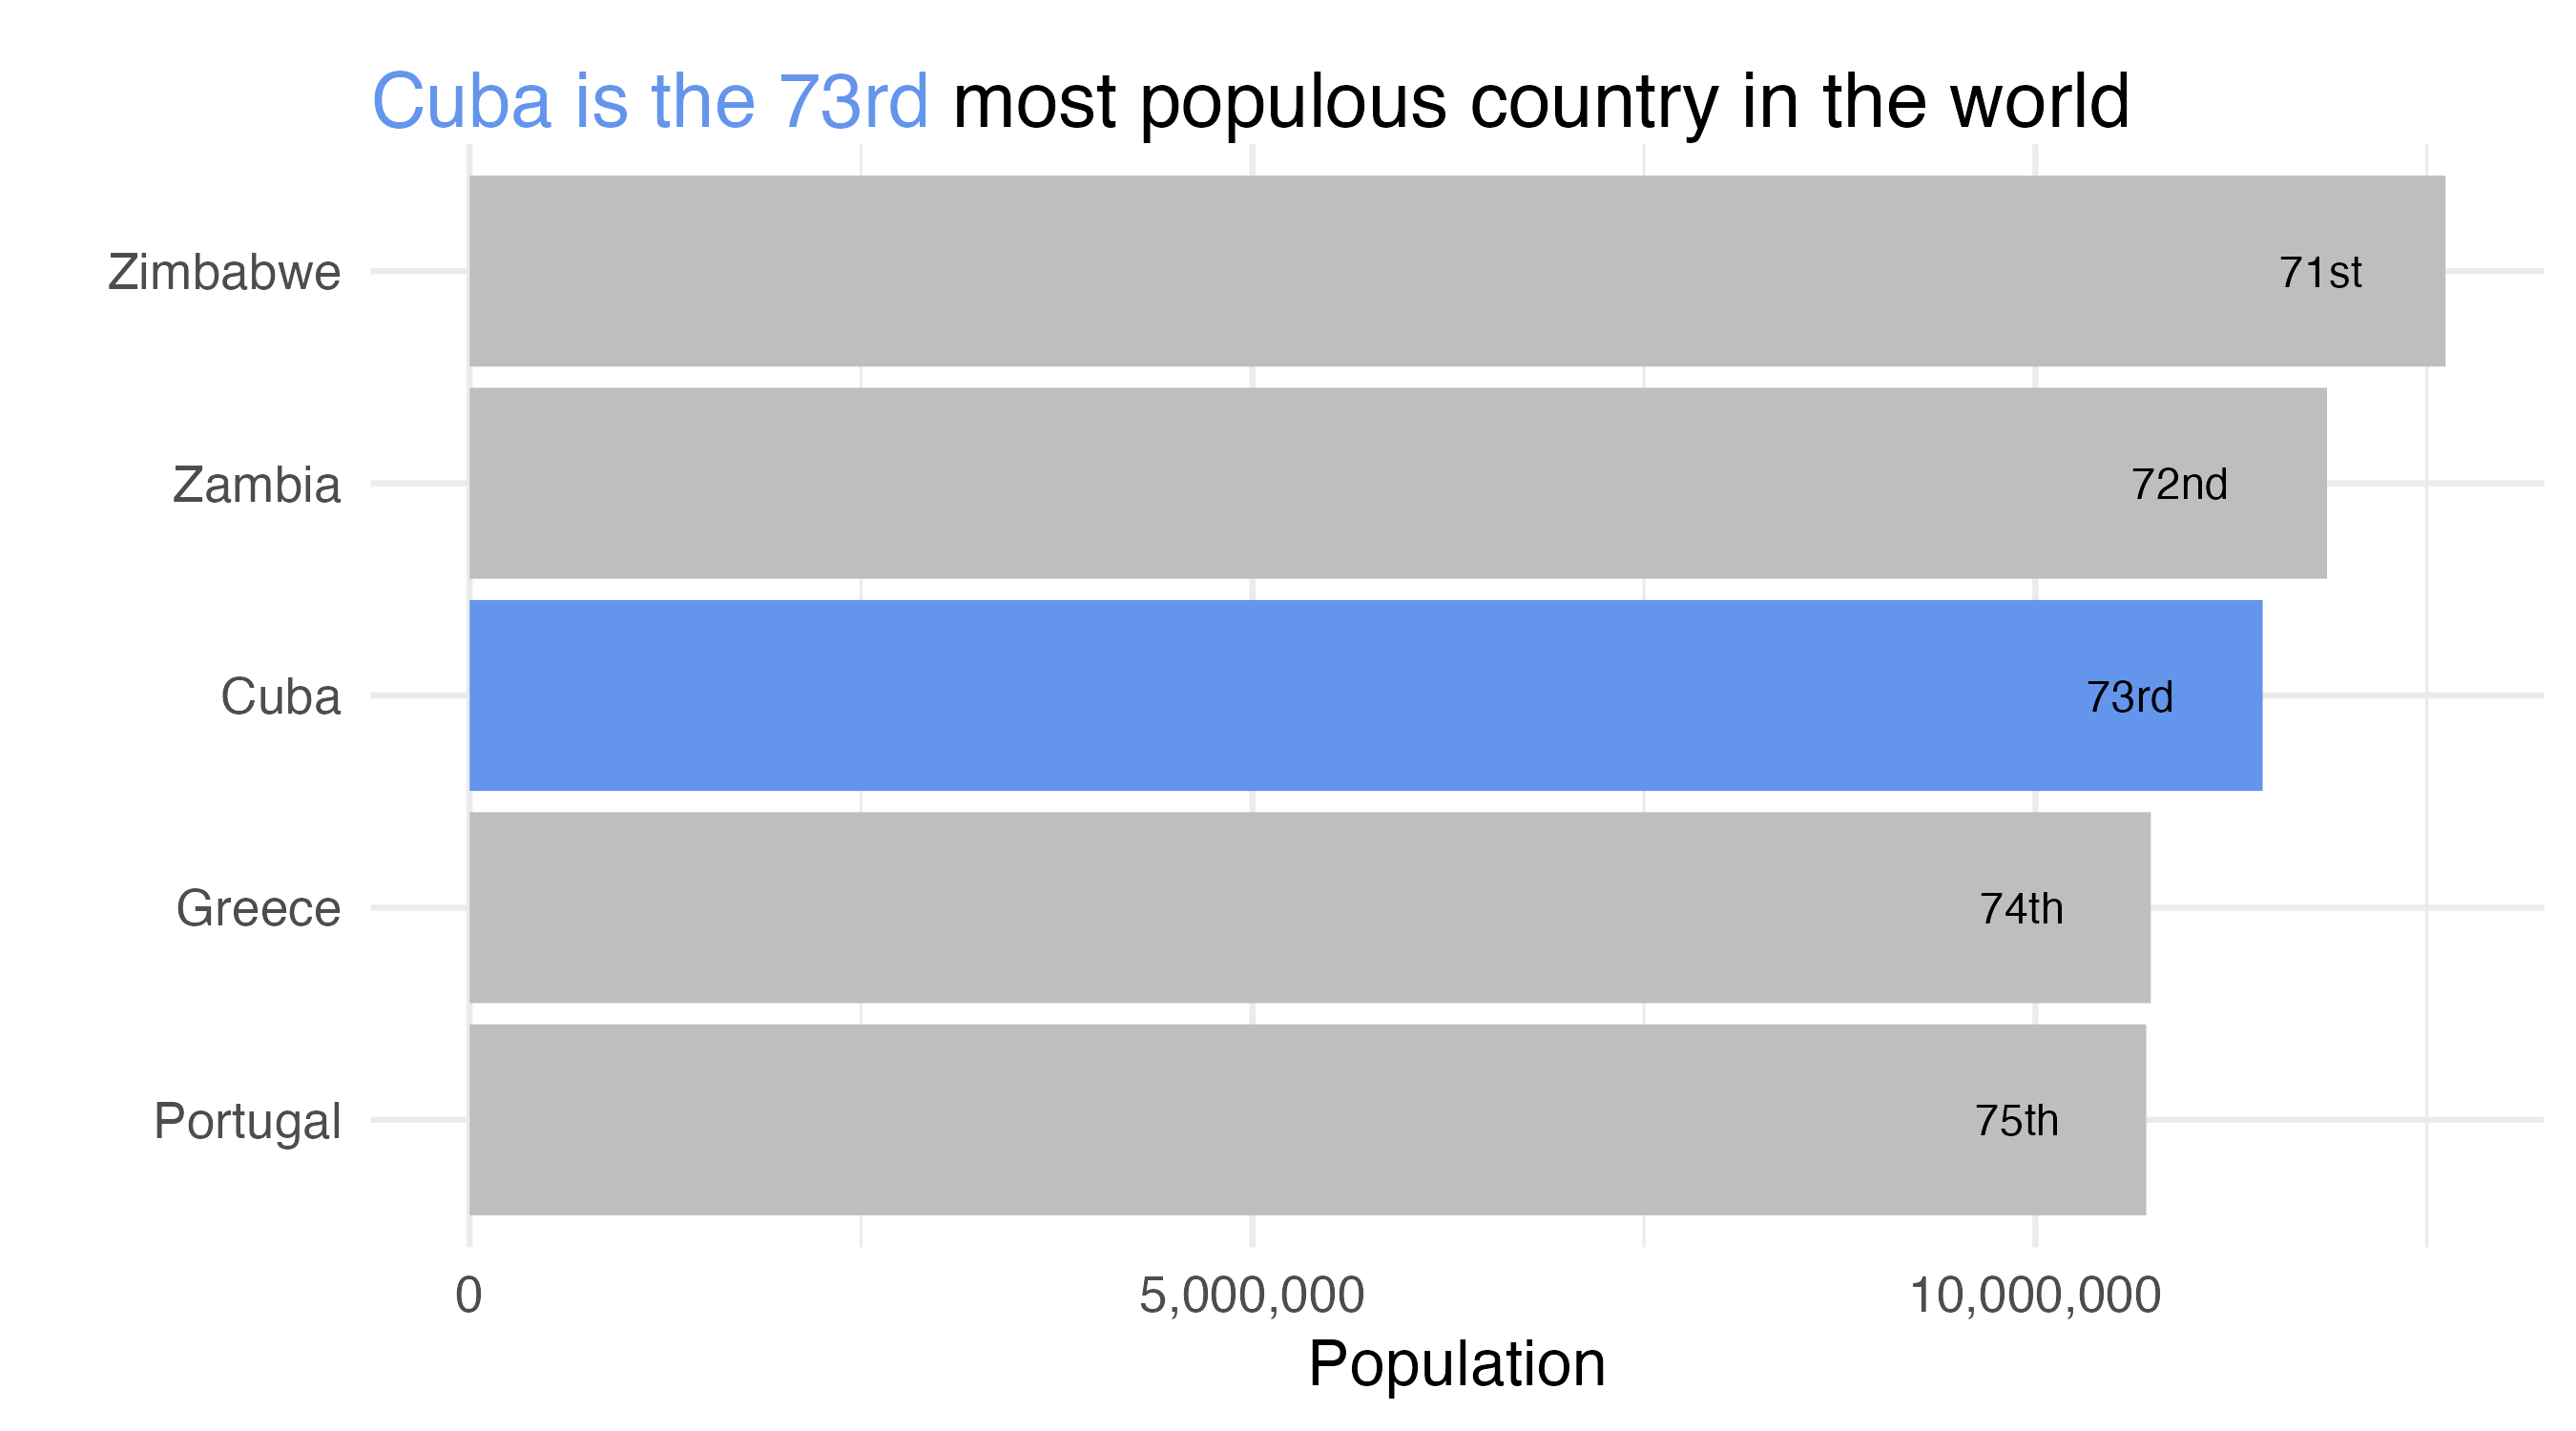 Cuba is the 73rd most populous country in the world
Zimbabwe 71st
Zambia 72nd
Cuba 73rd
Greece 74th
Portugal 75th
0 5,000,000 10,000,000
Population